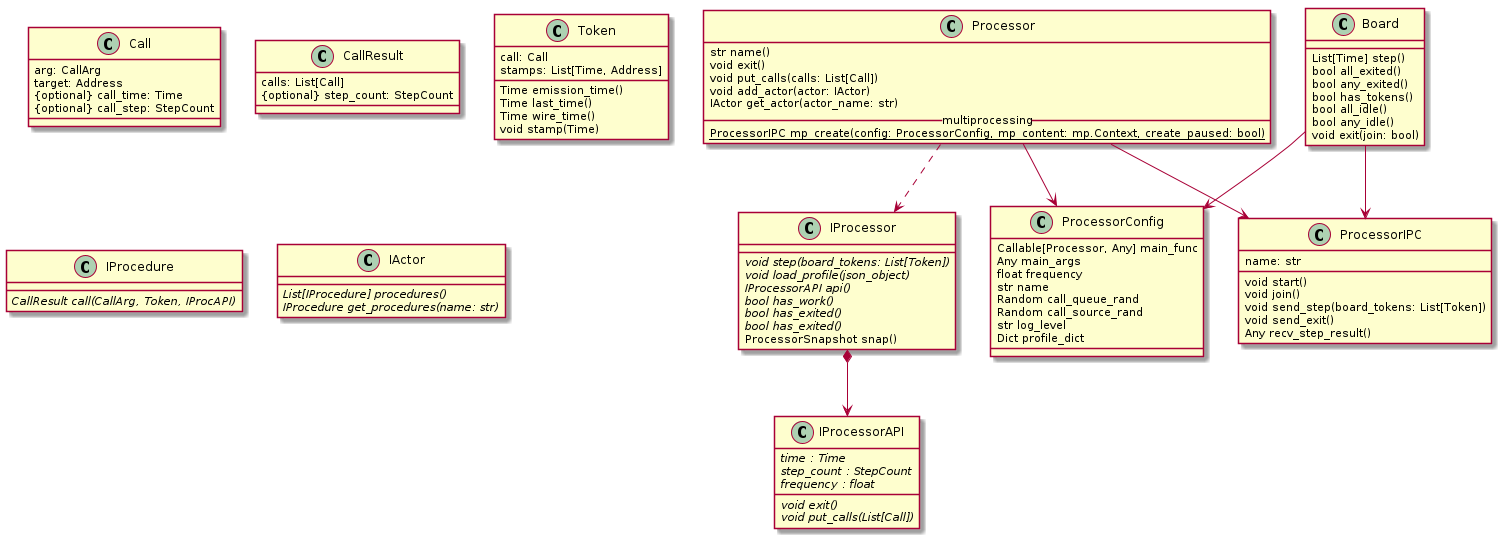 C Call
arg: CallArg
target: Address
{optional} call_time: Time
{optional} call_step: StepCount
C CallResult
calls: List[Call]
{optional} step_count: StepCount
C Token
call: Call
stamps: List[Time, Address]
Time emission_time()
Time last_time()
Time wire_time()
void stamp(Time)
C Processor
str name()
void exit()
void put_calls(calls: List[Call])
void add_actor(actor: IActor)
IActor get_actor(actor_name: str)
multiprocessing
ProcessorIPC mp_create(config: ProcessorConfig, mp_content: mp.Context, create_paused: bool)
C Board
List[Time] step()
bool all_exited()
bool any_exited()
bool has_tokens()
bool all_idle()
bool any_idle()
void exit(join: bool)
C IProcedure
CallResult call(CallArg, Token, IProcAPI)
C IActor
List[IProcedure] procedures()
IProcedure get_procedures(name: str)
C IProcessor
void step(board_tokens: List[Token])
void load_profile(json_object)
IProcessorAPI api()
bool has_work()
bool has_exited()
bool has_exited()
ProcessorSnapshot snap()
C ProcessorConfig
Callable[Processor, Any] main_func
Any main_args
float frequency
str name
Random call_queue_rand
Random call_source_rand
str log_level
Dict profile_dict
C ProcessorIPC
name: str
void start()
void join()
void send_step(board_tokens: List[Token])
void send_exit()
Any recv_step_result()
C IProcessorAPI
time : Time
step_count : StepCount
frequency : float
void exit()
void put_calls(List[Call])